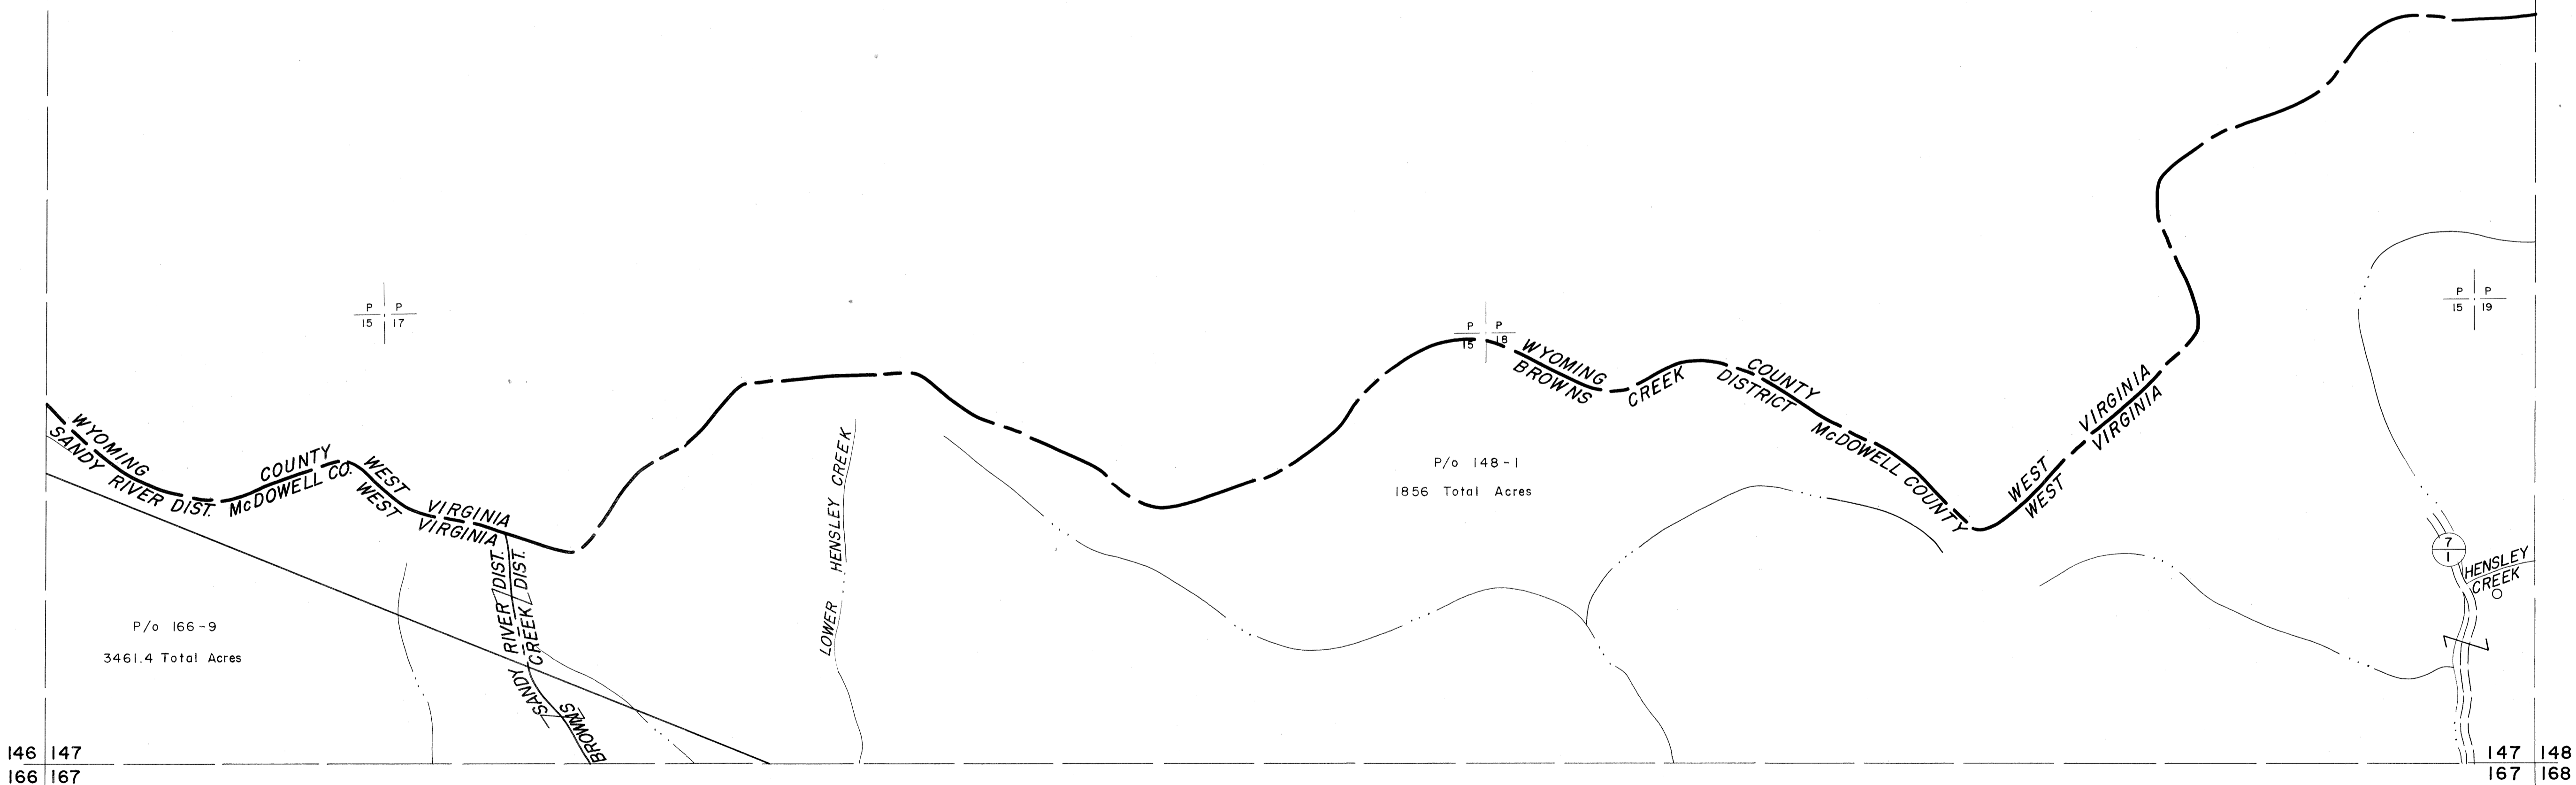 P P
15 17
P P
15 18
P P
15 19
WYOMING COUNTY WEST VIRGINIA
SANDY RIVER DIST. McDOWELL CO. WEST VIRGINIA
WYOMING COUNTY WEST VIRGINIA
BROWNS CREEK DISTRICT McDOWELL COUNTY WEST VIRGINIA
P/o 148-1
1856 Total Acres
LOWER HENSLEY CREEK
SANDY RIVER DIST.
BROWNS CREEK DIST.
7
1
HENSLEY
CREEK
P/o 166-9
3461.4 Total Acres
146 147
166 167
147 148
167 168